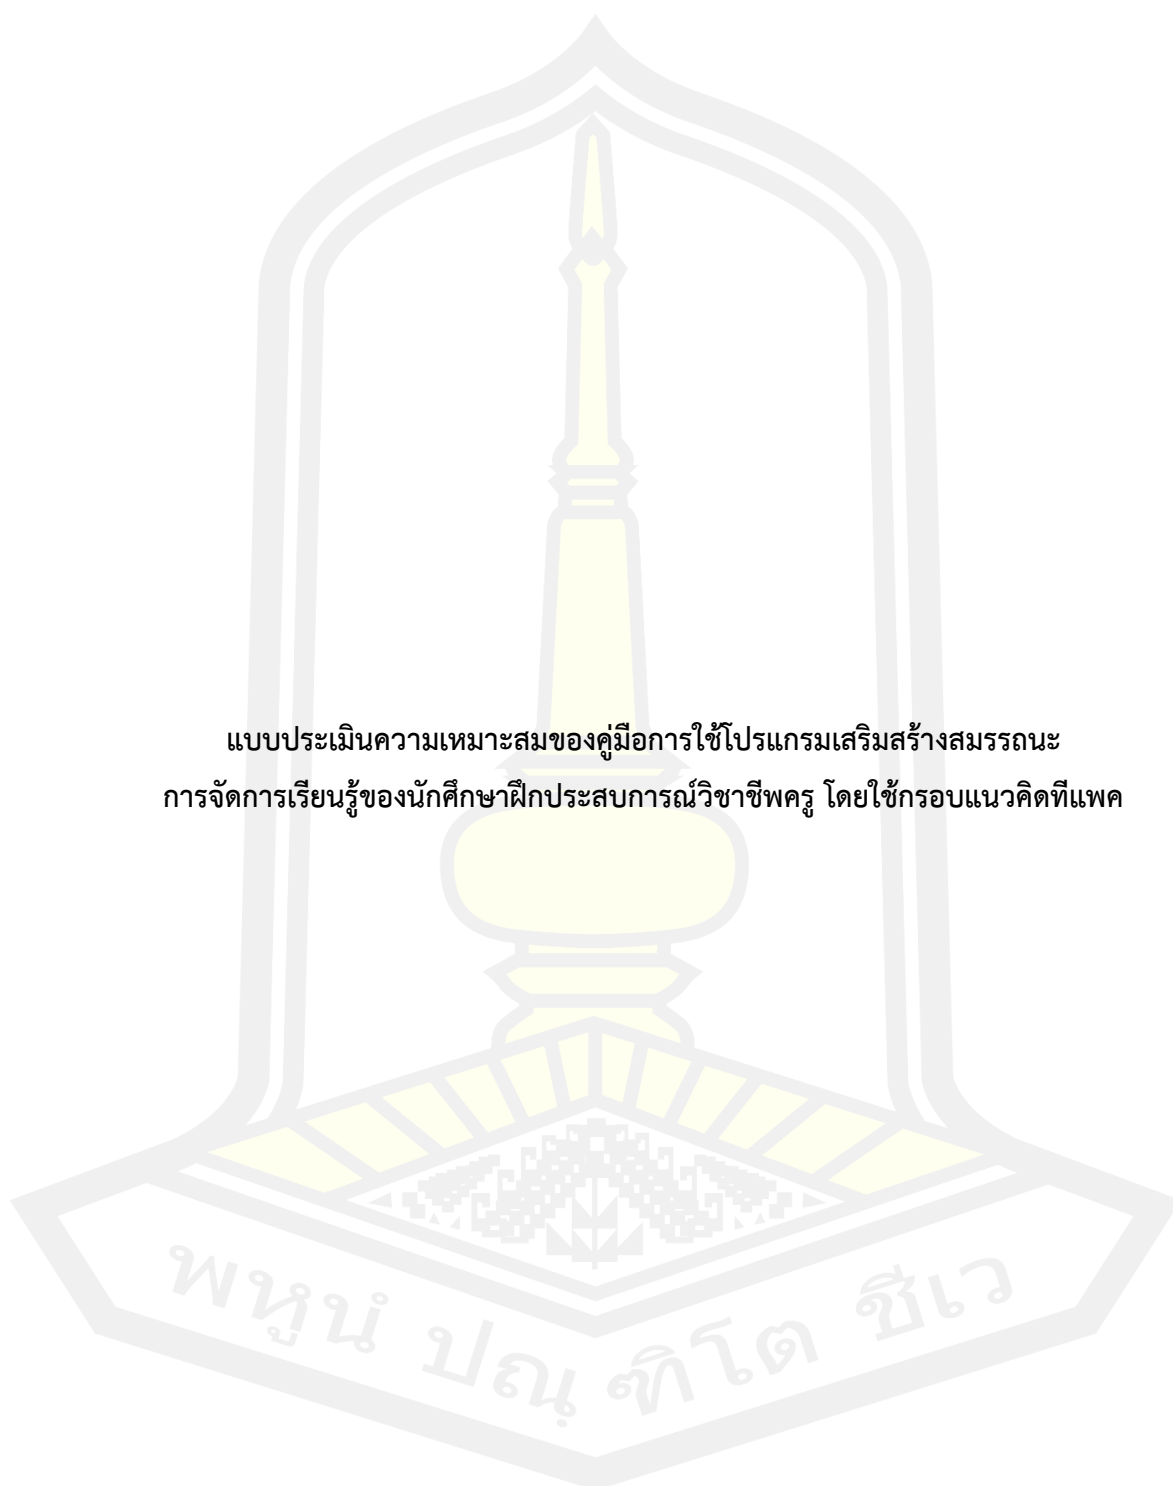 แบบประเมินความเหมาะสมของคู่มือการใช้โปรแกรมเสริมสร้างสมรรถนะ
การจัดการเรียนรู้ของนักศึกษาฝึกประสบการณ์วิชาชีพครู โดยใช้กรอบแนวคิดทีแพค
พหูนํ ปณฺฑิโต ชีเว